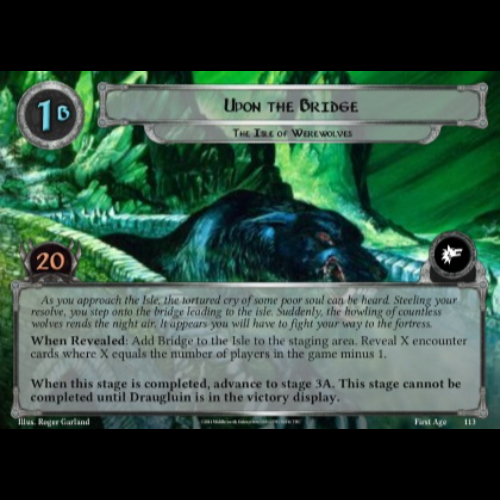 1B
UPON THE BRIDGE
THE ISLE OF WEREWOLVES
20
As you approach the Isle, the tortured cry of some poor soul can be heard. Steeling your
resolve, you step onto the bridge leading to the isle. Suddenly, the howling of countless
wolves rends the night air. It appears you will have to fight your way to the fortress.
When Revealed: Add Bridge to the Isle to the staging area. Reveal X encounter
cards where X equals the number of players in the game minus 1.
When this stage is completed, advance to stage 3A. This stage cannot be
completed until Draugluin is in the victory display.
Illus. Roger Garland
First Age 113